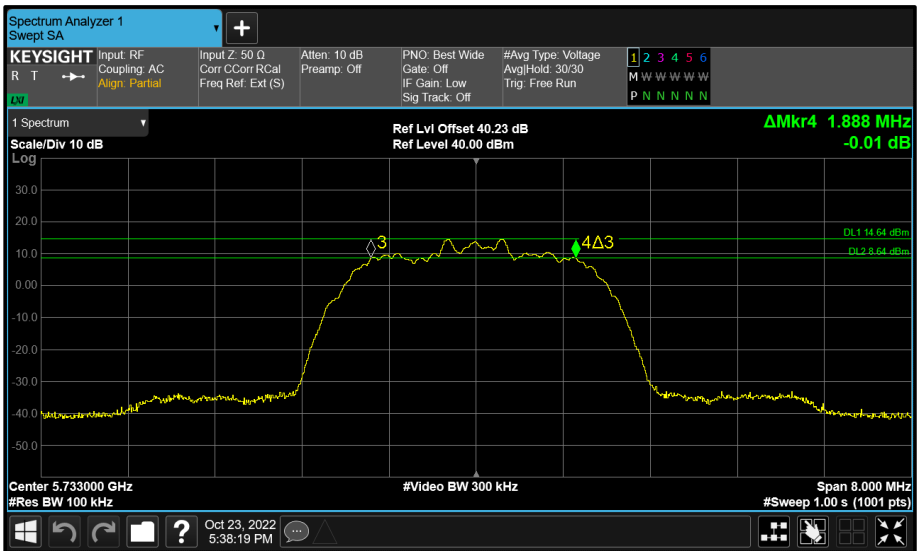 Spectrum Analyzer 1
Swept SA
+
KEYSIGHT
R T
LXI
Input: RF
Coupling: AC
Align: Partial
Input Z: 50 Ω
Corr CCorr RCal
Freq Ref: Ext (S)
Atten: 10 dB
Preamp: Off
PNO: Best Wide
Gate: Off
IF Gain: Low
Sig Track: Off
#Avg Type: Voltage
Avg|Hold: 30/30
Trig: Free Run
1 2 3 4 5 6
M W W W W W
P N N N N N
1 Spectrum
Scale/Div 10 dB
Ref Lvl Offset 40.23 dB
Ref Level 40.00 dBm
ΔMkr4 1.888 MHz
-0.01 dB
Log
30.0
20.0
10.0
0.00
-10.0
-20.0
-30.0
-40.0
-50.0
3
4Δ3
DL1 14.64 dBm
DL2 8.64 dBm
Center 5.733000 GHz
#Res BW 100 kHz
#Video BW 300 kHz
Span 8.000 MHz
#Sweep 1.00 s (1001 pts)
?
Oct 23, 2022
5:38:19 PM